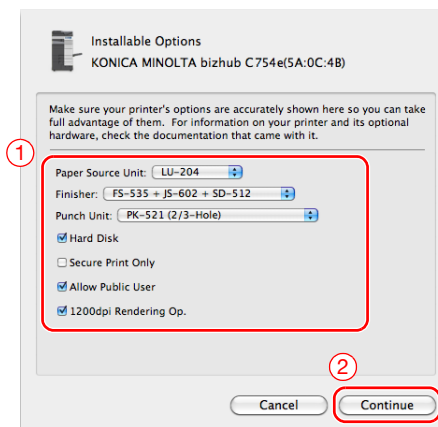 Installable Options
KONICA MINOLTA bizhub C754e(5A:0C:4B)
Make sure your printer's options are accurately shown here so you can take
full advantage of them. For information on your printer and its optional
hardware, check the documentation that came with it.
1
Paper Source Unit: LU-204
Finisher: FS-535 + JS-602 + SD-512
Punch Unit: PK-521 (2/3-Hole)
Hard Disk
Secure Print Only
Allow Public User
1200dpi Rendering Op.
2
Cancel Continue